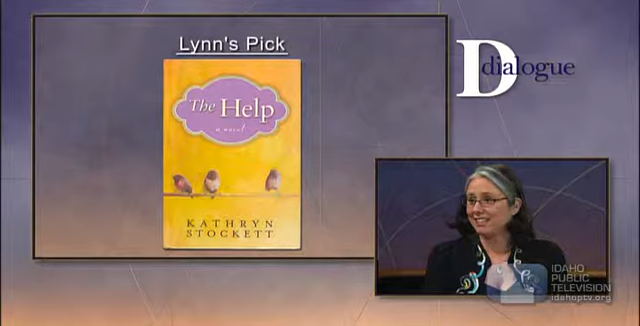 Lynn's Pick
The Help
a novel
KATHRYN
STOCKETT
D
dialogue
IDAHO
PUBLIC
TELEVISION
idahoptv.org